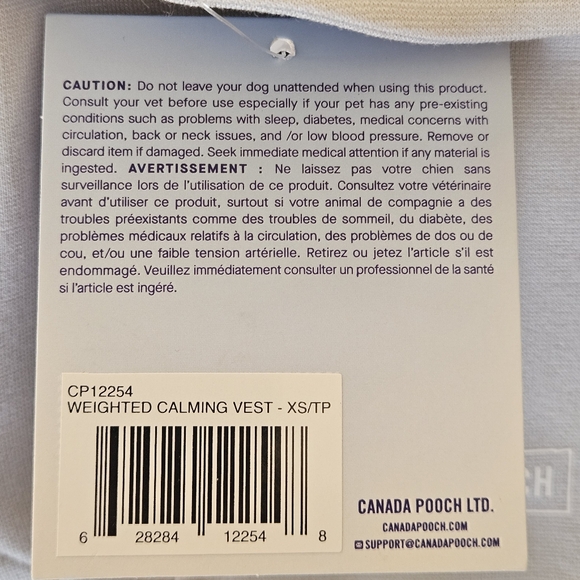 CAUTION: Do not leave your dog unattended when using this product.
Consult your vet before use especially if your pet has any pre-existing
conditions such as problems with sleep, diabetes, medical concerns with
circulation, back or neck issues, and /or low blood pressure. Remove or
discard item if damaged. Seek immediate medical attention if any material is
ingested. AVERTISSEMENT : Ne laissez pas votre chien sans
surveillance lors de l'utilisation de ce produit. Consultez votre vétérinaire
avant d'utiliser ce produit, surtout si votre animal de compagnie a des
troubles préexistants comme des troubles de sommeil, du diabète, des
problèmes médicaux relatifs à la circulation, des problèmes de dos ou de
cou, et/ou une faible tension artérielle. Retirez ou jetez l'article s'il est
endommagé. Veuillez immédiatement consulter un professionnel de la santé
si l'article est ingéré.
CP12254
WEIGHTED CALMING VEST - XS/TP
6 28284 12254 8
CANADA POOCH LTD.
CANADAPOOCH.COM
SUPPORT@CANADAPOOCH.COM
CH